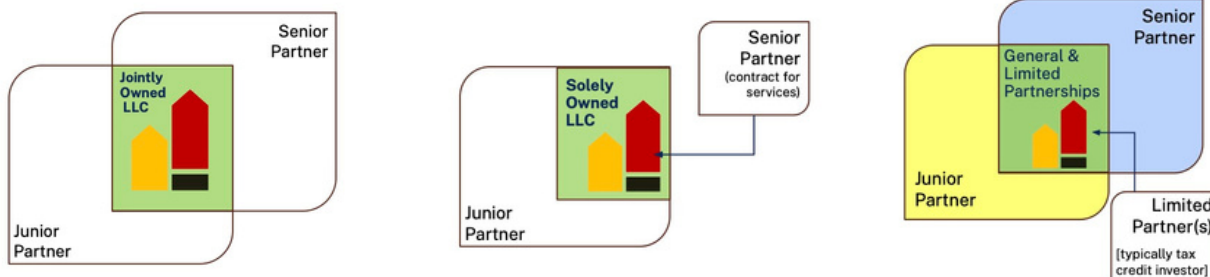 Senior
Partner
Jointly
Owned
LLC
Junior
Partner
Senior
Partner
(contract for
services)
Solely
Owned
LLC
Junior
Partner
Senior
Partner
General &
Limited
Partnerships
Junior
Partner
Limited
Partner(s)
[typically tax
credit investor]